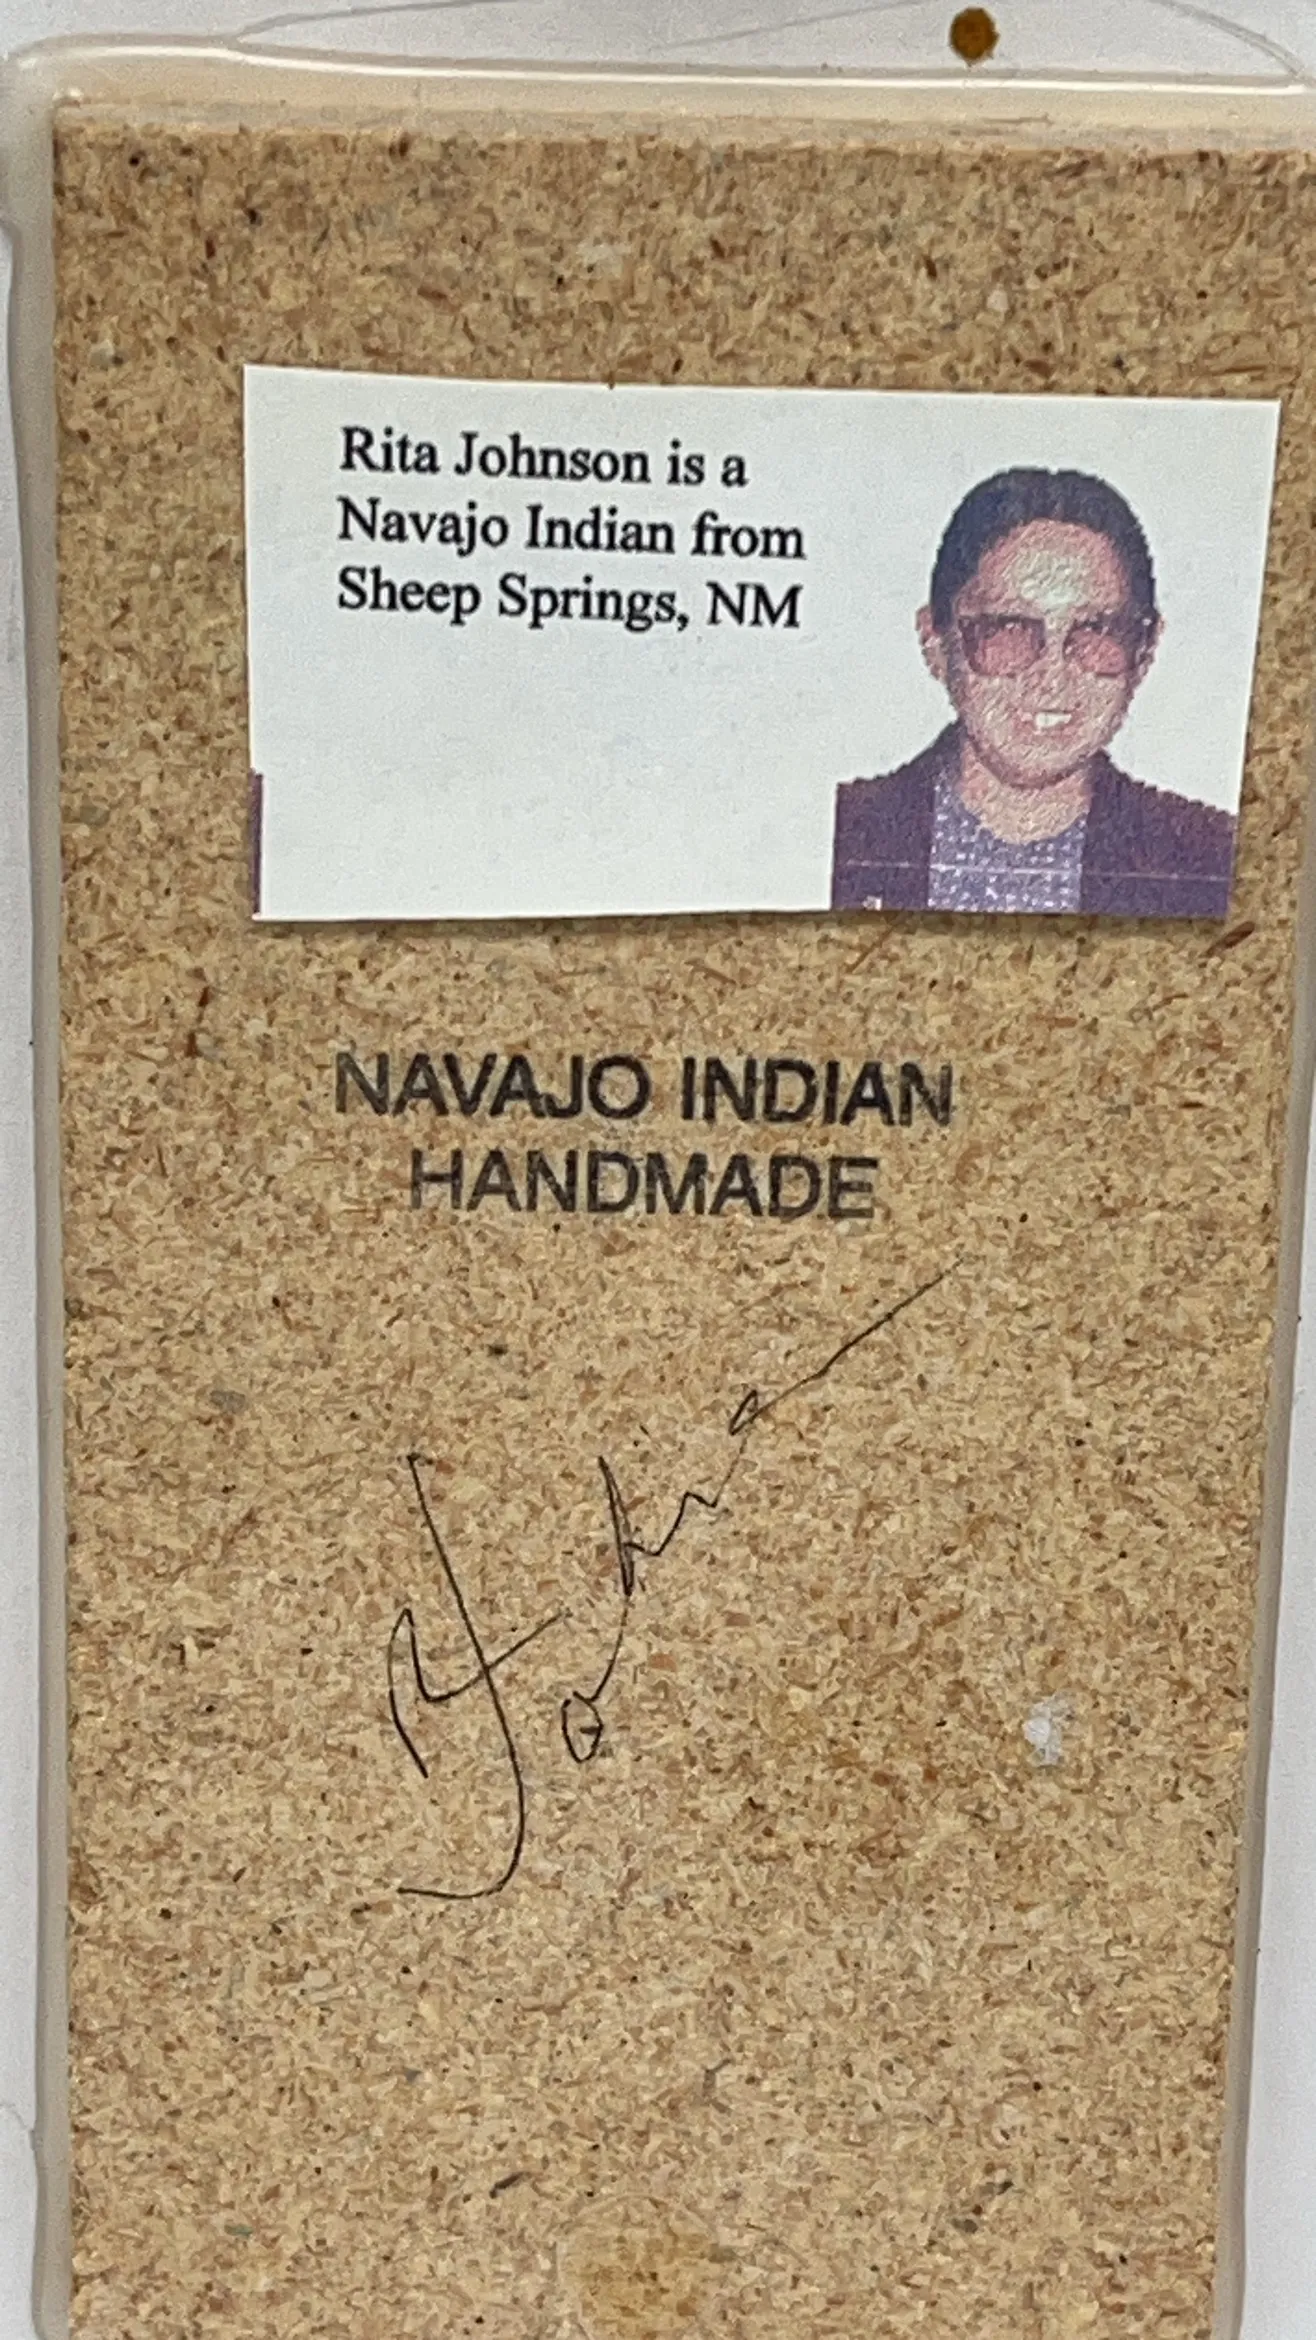 Rita Johnson is a
Navajo Indian from
Sheep Springs, NM
NAVAJO INDIAN
HANDMADE